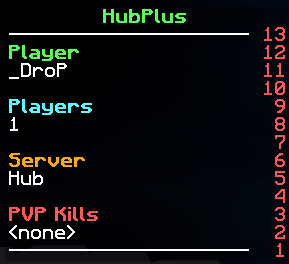 HubPlus
13
Player 12
_DroP 11
10
Players 9
1 8
7
Server 6
Hub 5
4
PVP Kills 3
<none> 2
1